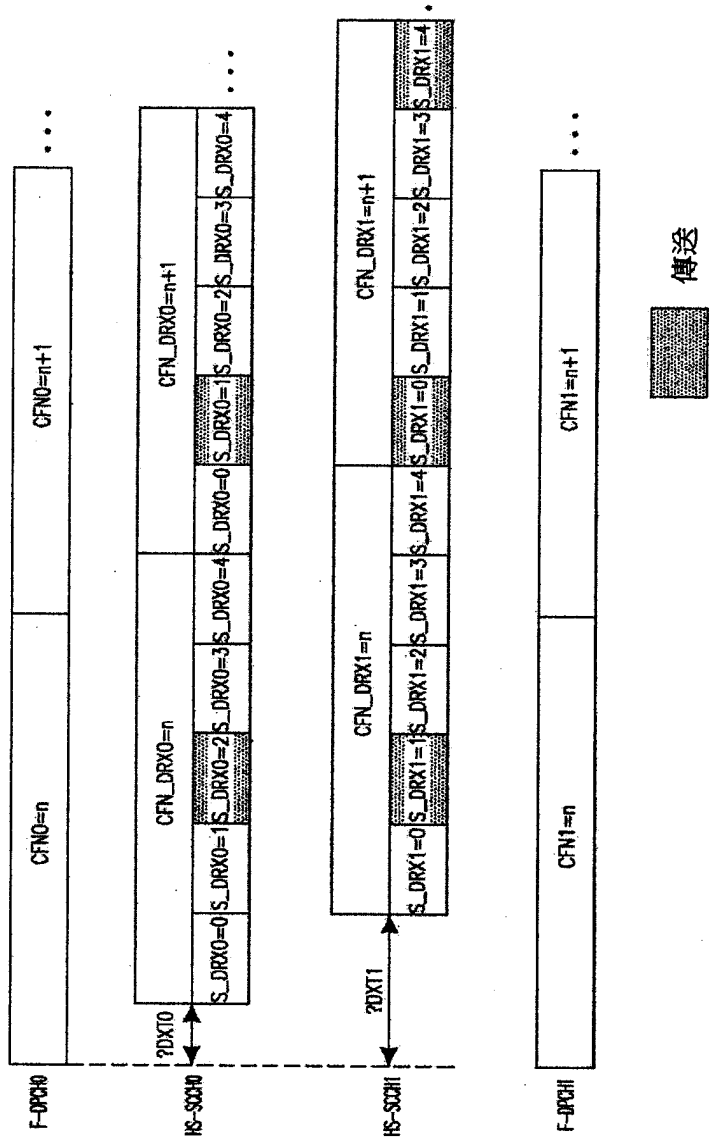 F-DPCH0
CFN0=n
CFN0=n+1
•••
HS-SCCH0
?DXT0
CFN_DRX0=n
CFN_DRX0=n+1
•••
S_DRX0=0
S_DRX0=1
S_DRX0=2
S_DRX0=3
S_DRX0=4
S_DRX0=0
S_DRX0=1
S_DRX0=2
S_DRX0=3
S_DRX0=4
HS-SCCH1
?DXT1
CFN_DRX1=n
CFN_DRX1=n+1
S_DRX1=0
S_DRX1=1
S_DRX1=2
S_DRX1=3
S_DRX1=4
S_DRX1=0
S_DRX1=1
S_DRX1=2
S_DRX1=3
S_DRX1=4
F-DPCH1
CFN1=n
CFN1=n+1
•••
傳送